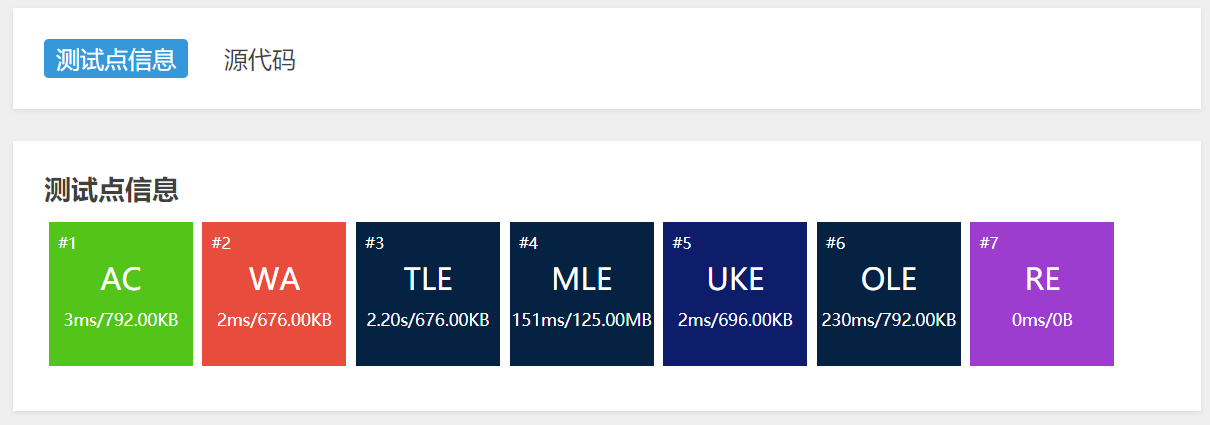 测试点信息 源代码
测试点信息
#1 #2 #3 #4 #5 #6 #7
AC WA TLE MLE UKE OLE RE
3ms/792.00KB 2ms/676.00KB 2.20s/676.00KB 151ms/125.00MB 2ms/696.00KB 230ms/792.00KB 0ms/0B